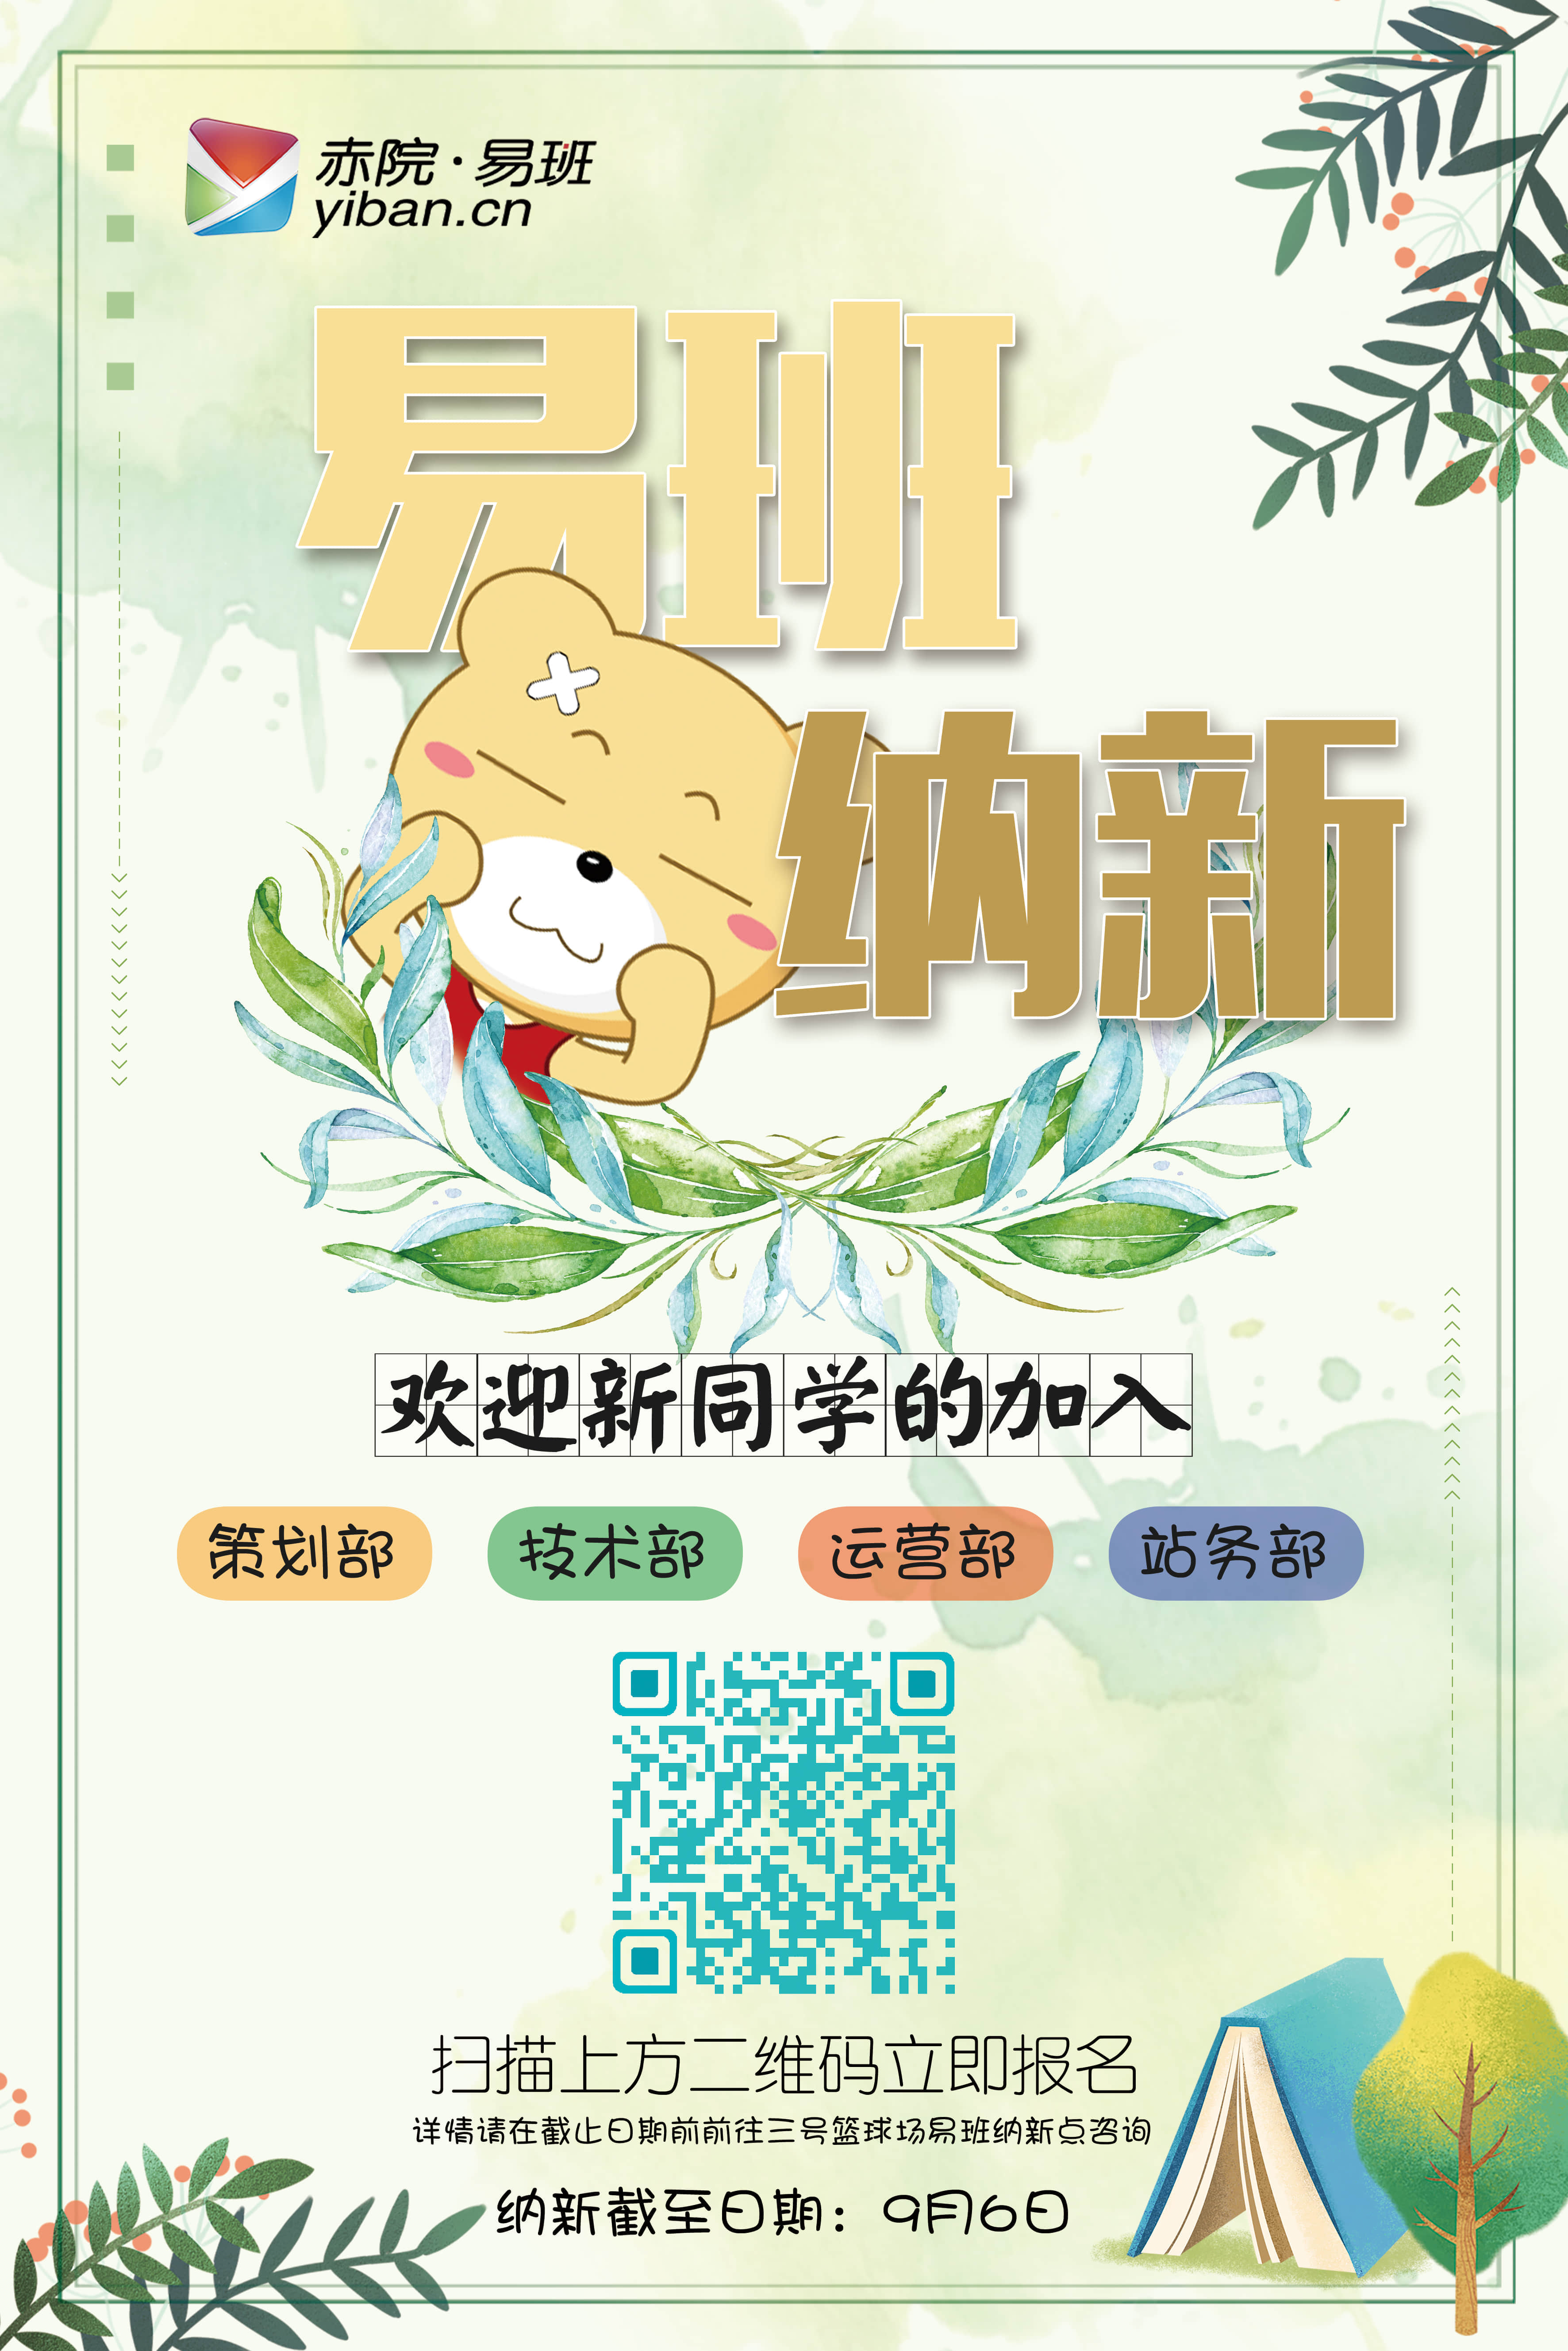 赤院·易班
yiban.cn
易班
纳新
欢迎新同学的加入
策划部 技术部 运营部 站务部
扫描上方二维码立即报名
详情请在截止日期前前往三号篮球场易班纳新点咨询
纳新截至日期：9月6日